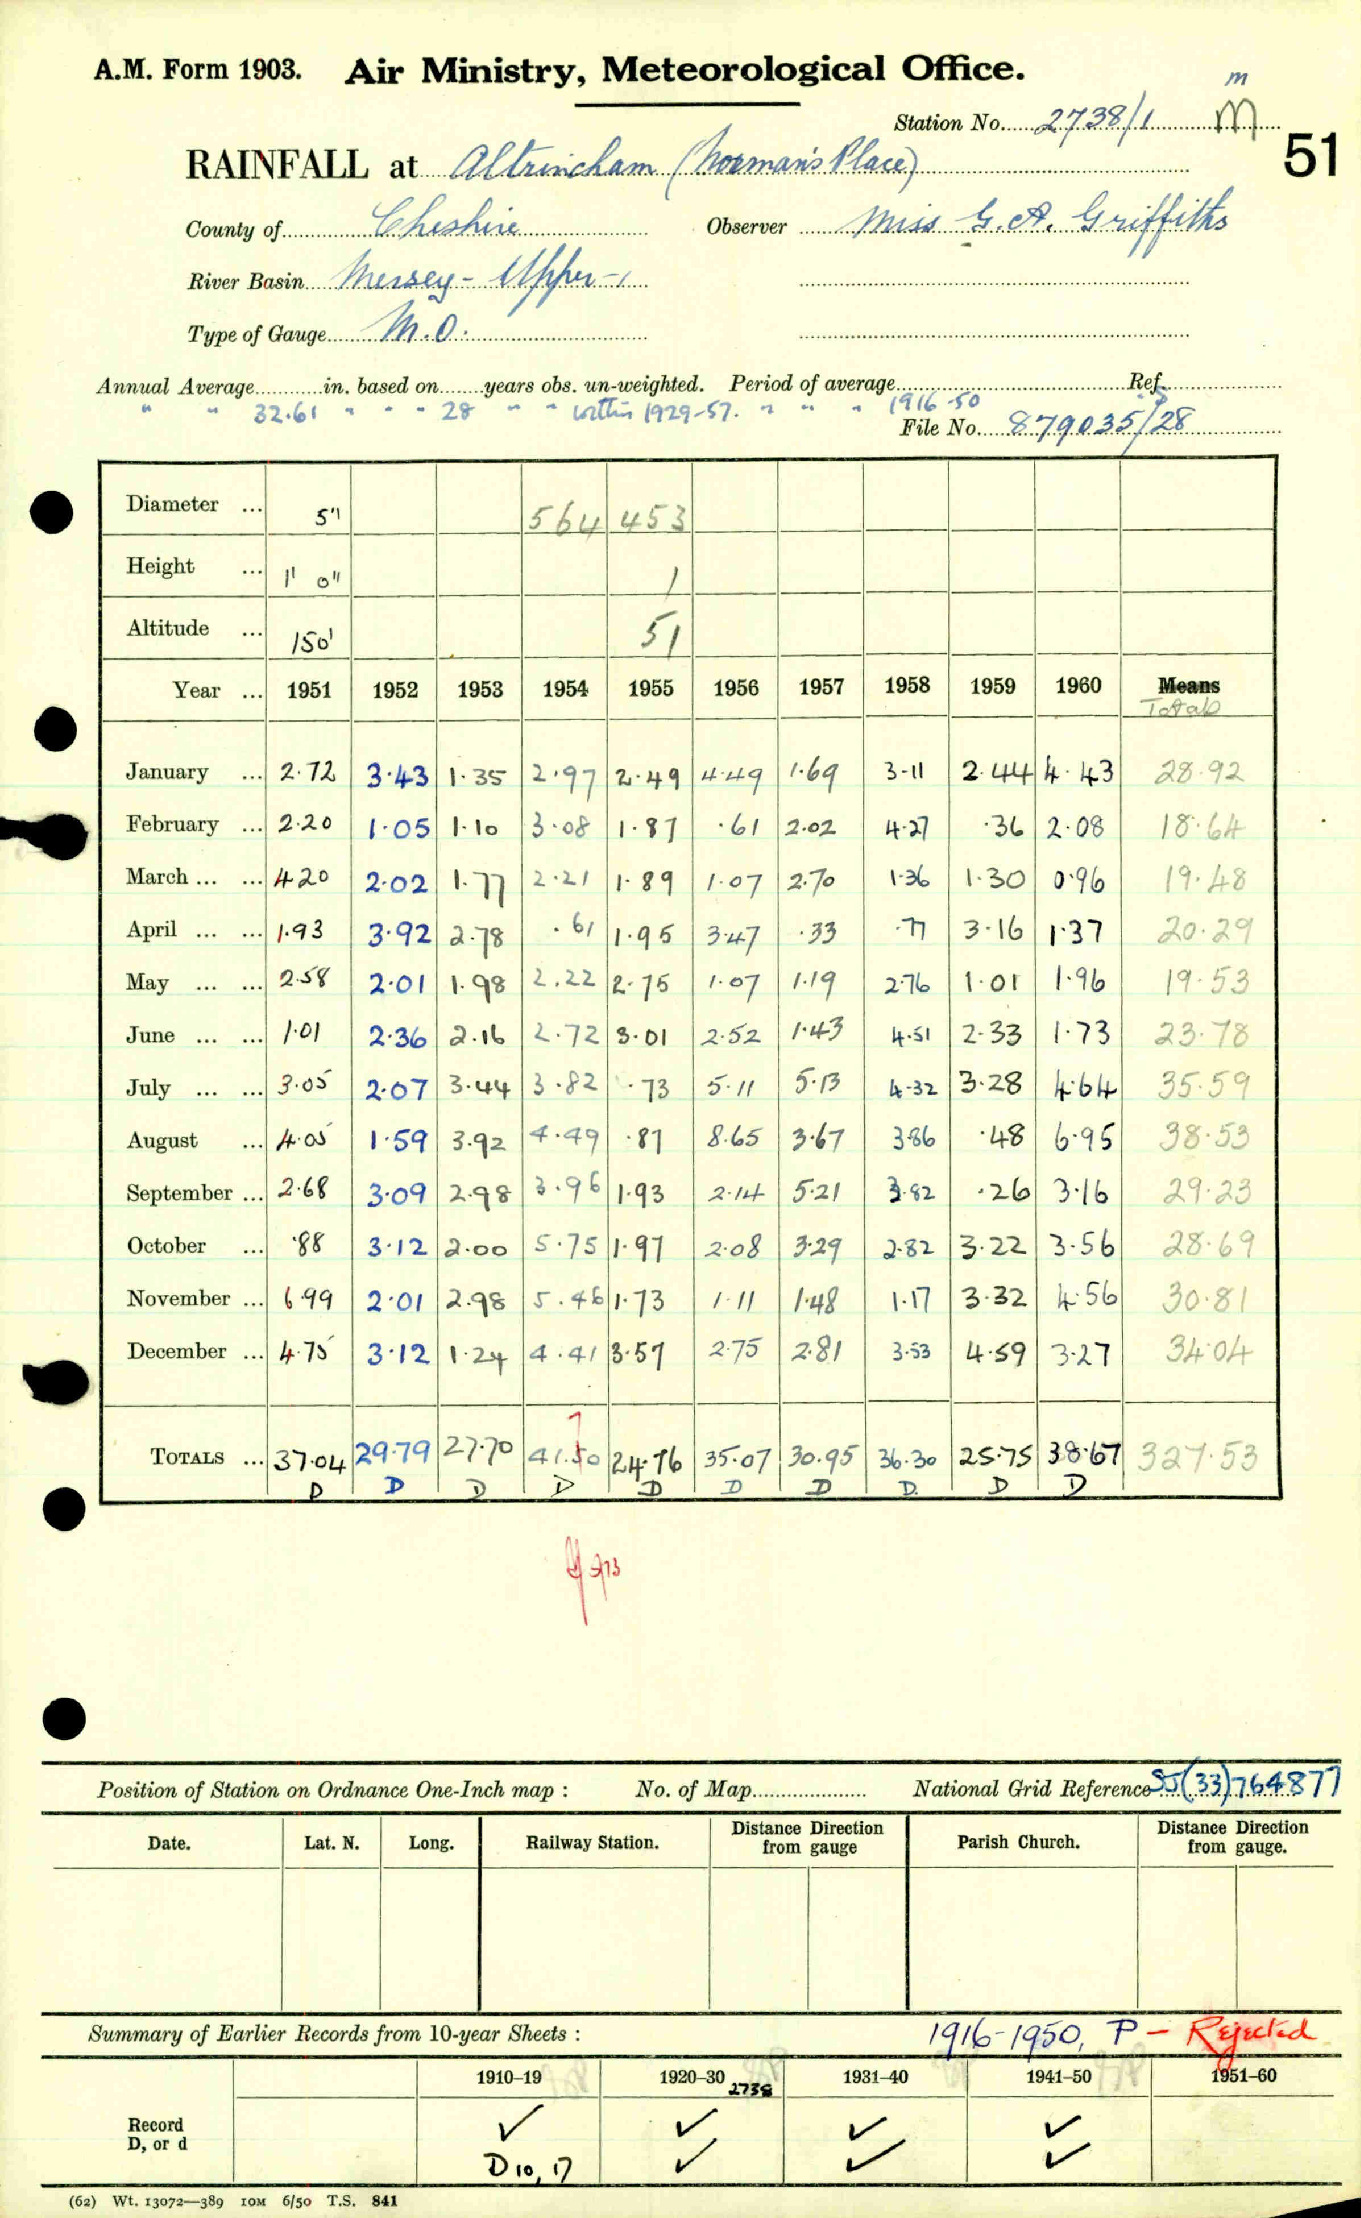 A.M. Form 1903. Air Ministry, Meteorological Office.
m
Station No. 2738/1 M
51
RAINFALL at Altrincham (Norman's Place)
County of Cheshire Observer Miss G.A. Griffiths
River Basin Mersey - Upper -
Type of Gauge M.O.
Annual Average in. based on years obs. un-weighted. Period of average Ref.
" " 32.61 " " " 28 " " within 1929-57. " " " 1916-50
File No. 879035/28
Diameter ... 5" 564 453
Height ... 1' 0" 1
Altitude ... 150' 51
Year ... 1951 1952 1953 1954 1955 1956 1957 1958 1959 1960 Means
Totals
January ... 2.72 3.43 1.35 2.97 2.49 4.49 1.69 3.11 2.44 4.43 28.92
February ... 2.20 1.05 1.10 3.08 1.87 .61 2.02 4.27 .36 2.08 18.64
March ... ... 4.20 2.02 1.77 2.21 1.89 1.07 2.70 1.36 1.30 0.96 19.48
April ... ... 1.93 3.92 2.78 .61 1.95 3.47 .33 .77 3.16 1.37 20.29
May ... ... 2.58 2.01 1.98 2.22 2.75 1.07 1.19 2.76 1.01 1.96 19.53
June ... ... 1.01 2.36 2.16 2.72 3.01 2.52 1.43 4.51 2.33 1.73 23.78
July ... ... 3.05 2.07 3.44 3.82 .73 5.11 5.13 4.32 3.28 4.64 35.59
August ... 4.05 1.59 3.92 4.49 .87 8.65 3.67 3.86 .48 6.95 38.53
September ... 2.68 3.09 2.98 3.96 1.93 2.14 5.21 3.82 .26 3.16 29.23
October ... .88 3.12 2.00 5.75 1.97 2.08 3.29 2.82 3.22 3.56 28.69
November ... 6.99 2.01 2.98 5.46 1.73 1.11 1.48 1.17 3.32 4.56 30.81
December ... 4.75 3.12 1.24 4.41 3.57 2.75 2.81 3.53 4.59 3.27 34.04
7
TOTALS ... 37.04 29.79 27.70 41.50 24.76 35.07 30.95 36.30 25.75 38.67 327.53
D D D D D D D D. D D
Position of Station on Ordnance One-Inch map : No. of Map National Grid Reference SJ(33)764877
Date. Lat. N. Long. Railway Station. Distance Direction from gauge Parish Church. Distance Direction from gauge.
Summary of Earlier Records from 10-year Sheets : 1916-1950, P - Rejected
1910–19 1920–30 1931–40 1941–50 1951–60
2738
Record ✓ ✓ ✓ ✓
D, or d D 10, 17 ✓ ✓ ✓
(62) Wt. 13072—389 10M 6/50 T.S. 841